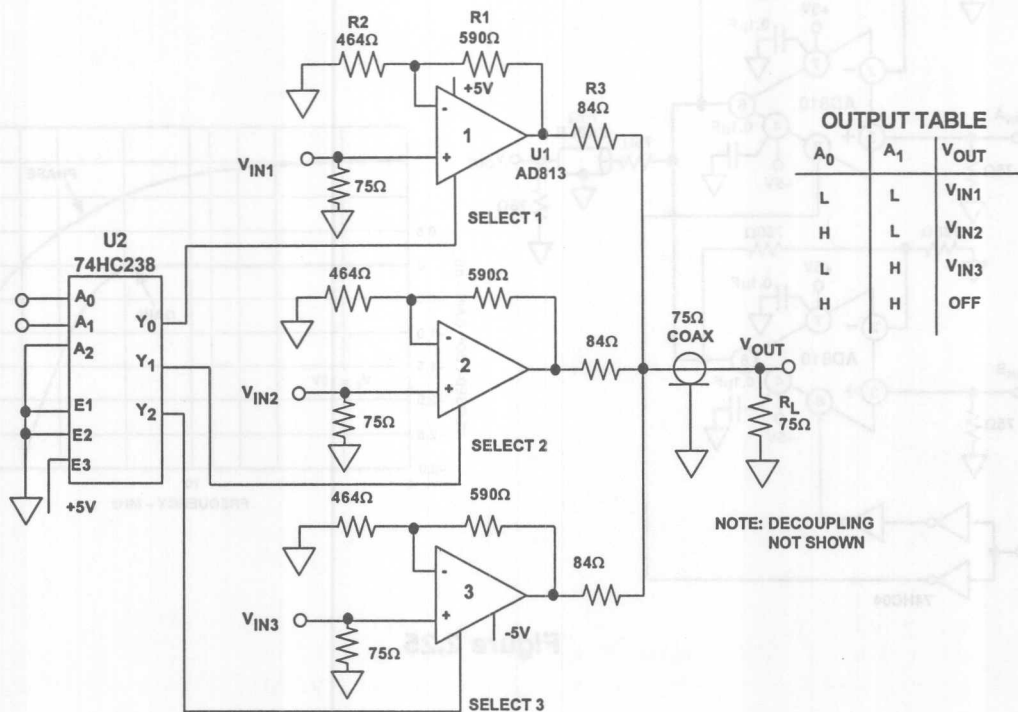 R2
464Ω
R1
590Ω
+5V
R3
84Ω
-
1
+
U1
AD813
V_IN1
75Ω
SELECT 1
OUTPUT TABLE
A0 A1 VOUT
L L VIN1
H L VIN2
L H VIN3
H H OFF
U2
74HC238
A0
A1
A2
E1
E2
E3
+5V
Y0
Y1
Y2
464Ω
590Ω
-
2
+
84Ω
VIN2
75Ω
SELECT 2
75Ω
COAX
VOUT
RL
75Ω
464Ω
590Ω
-
3
+
84Ω
-5V
VIN3
75Ω
SELECT 3
NOTE: DECOUPLING
NOT SHOWN